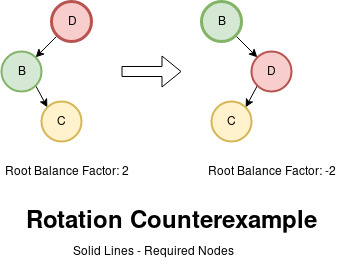 D
B
B
D
C
C
Root Balance Factor: 2
Root Balance Factor: -2
Rotation Counterexample
Solid Lines - Required Nodes